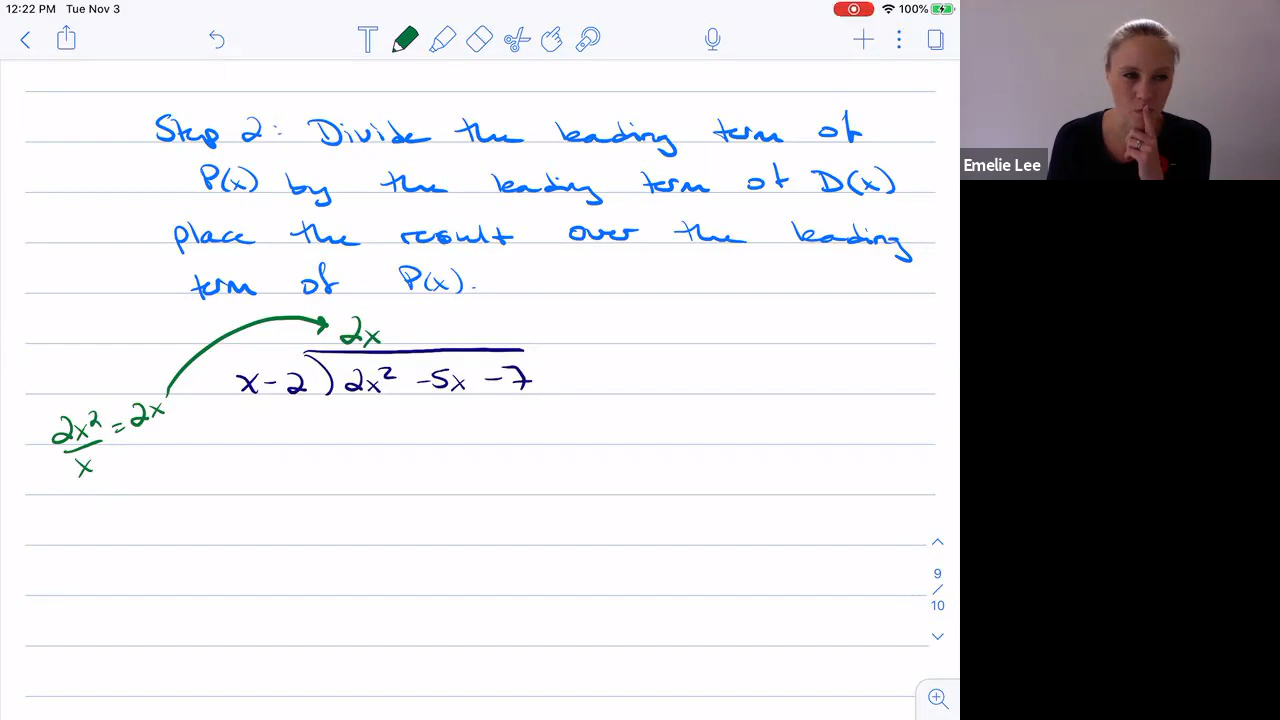 12:22 PM Tue Nov 3
100%
Step 2: Divide the leading term of
P(x) by the leading term of D(x)
place the result over the leading
term of P(x).
2x
x-2) 2x² -5x -7
2x²/x = 2x
Emelie Lee
9
/
10
T